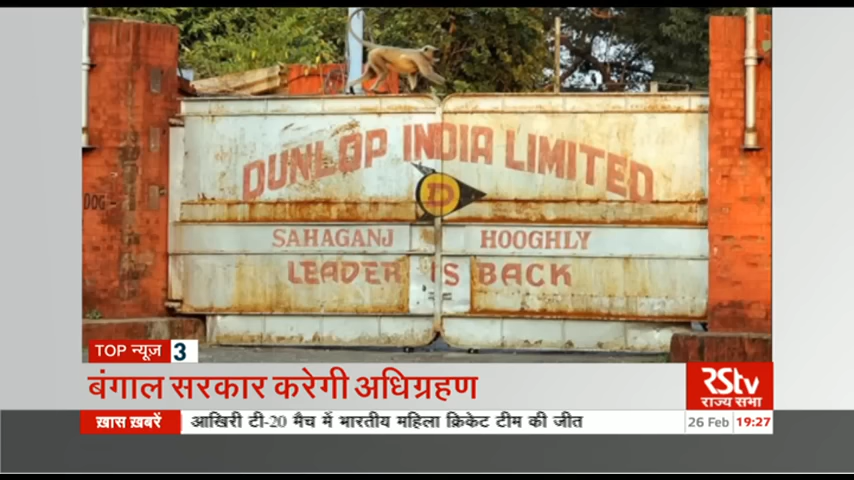 DUNLOP INDIA LIMITED
D
DOG
SAHAGANJ HOOGHLY
LEADER IS BACK
TOP न्यूज़ 3
बंगाल सरकार करेगी अधिग्रहण
RStv
राज्य सभा
ख़ास ख़बरें आखिरी टी-20 मैच में भारतीय महिला क्रिकेट टीम की जीत 26 Feb 19:27